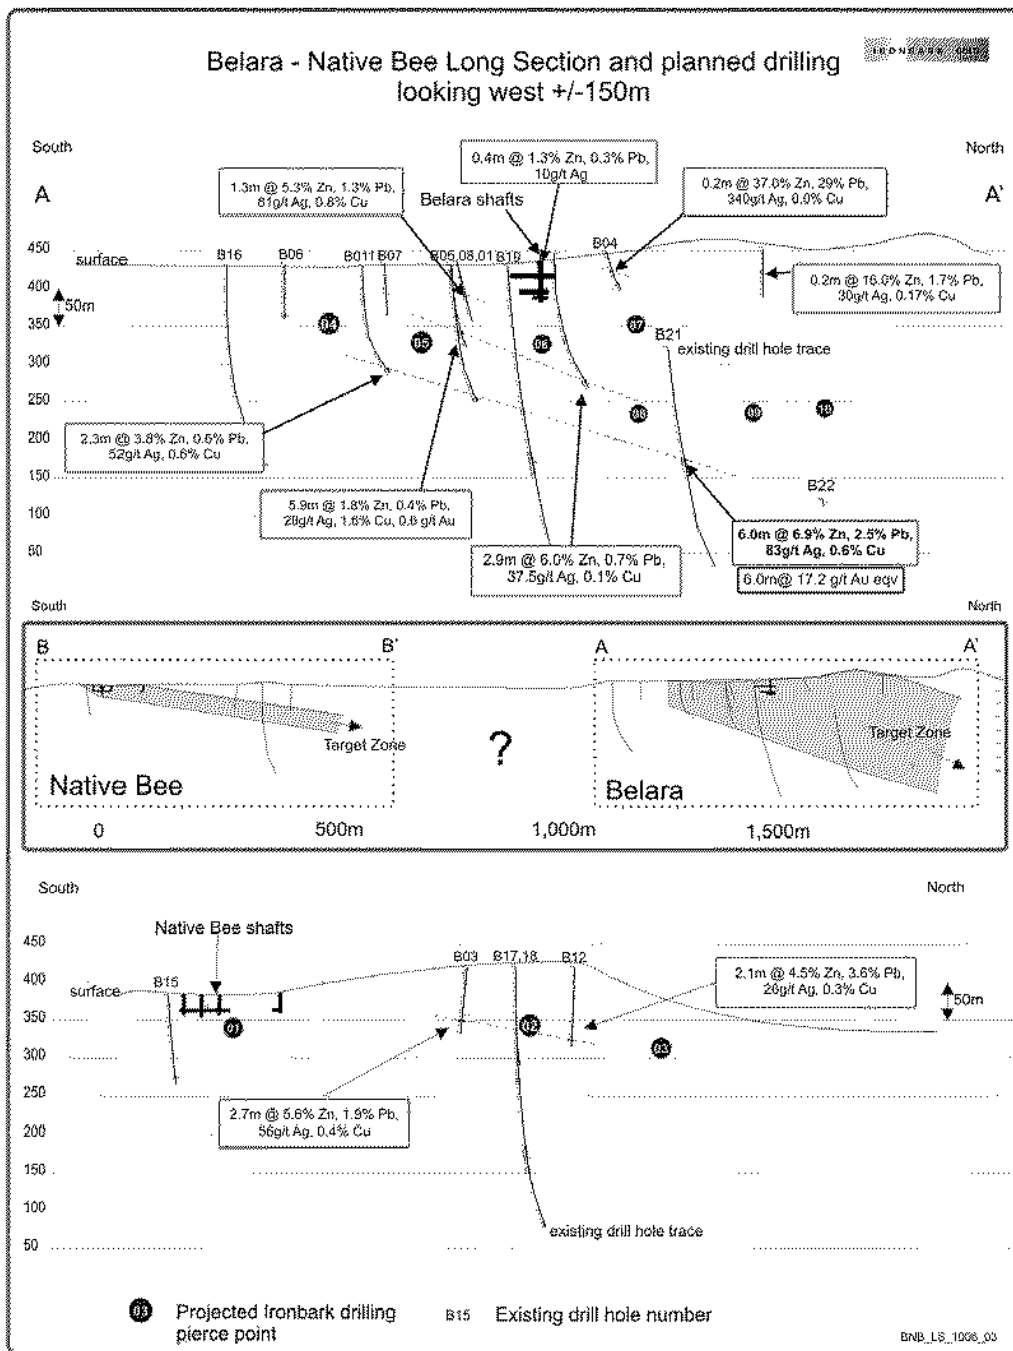 Belara - Native Bee Long Section and planned drilling
looking west +/-150m
IRONBARK GOLD
South
North
A
A'
0.4m @ 1.3% Zn, 0.3% Pb,
10g/t Ag
1.3m @ 5.3% Zn, 1.3% Pb,
61g/t Ag, 0.8% Cu
Belara shafts
0.2m @ 37.0% Zn, 29% Pb,
340g/t Ag, 0.0% Cu
450
surface
B16
B06
B011
B07
B05,08,01
B19
B04
400
50m
0.2m @ 16.0% Zn, 1.7% Pb,
30g/t Ag, 0.17% Cu
350
04
05
06
07
B21
existing drill hole trace
300
250
08
09
10
200
2.3m @ 3.8% Zn, 0.6% Pb,
52g/t Ag, 0.6% Cu
150
B22
100
5.9m @ 1.8% Zn, 0.4% Pb,
28g/t Ag, 1.6% Cu, 0.6 g/t Au
6.0m @ 6.9% Zn, 2.5% Pb,
83g/t Ag, 0.6% Cu
50
2.9m @ 6.0% Zn, 0.7% Pb,
37.5g/t Ag, 0.1% Cu
6.0m@ 17.2 g/t Au eqv
South
North
B
B'
A
A'
Target Zone
?
Target Zone
Native Bee
Belara
0
500m
1,000m
1,500m
South
North
450
Native Bee shafts
B03
B17,18
B12
400
surface
B15
2.1m @ 4.5% Zn, 3.6% Pb,
26g/t Ag, 0.3% Cu
50m
350
01
02
03
300
250
2.7m @ 5.6% Zn, 1.9% Pb,
56g/t Ag, 0.4% Cu
200
150
100
50
existing drill hole trace
03
Projected Ironbark drilling
pierce point
B15
Existing drill hole number
BNB_LS_1006_03